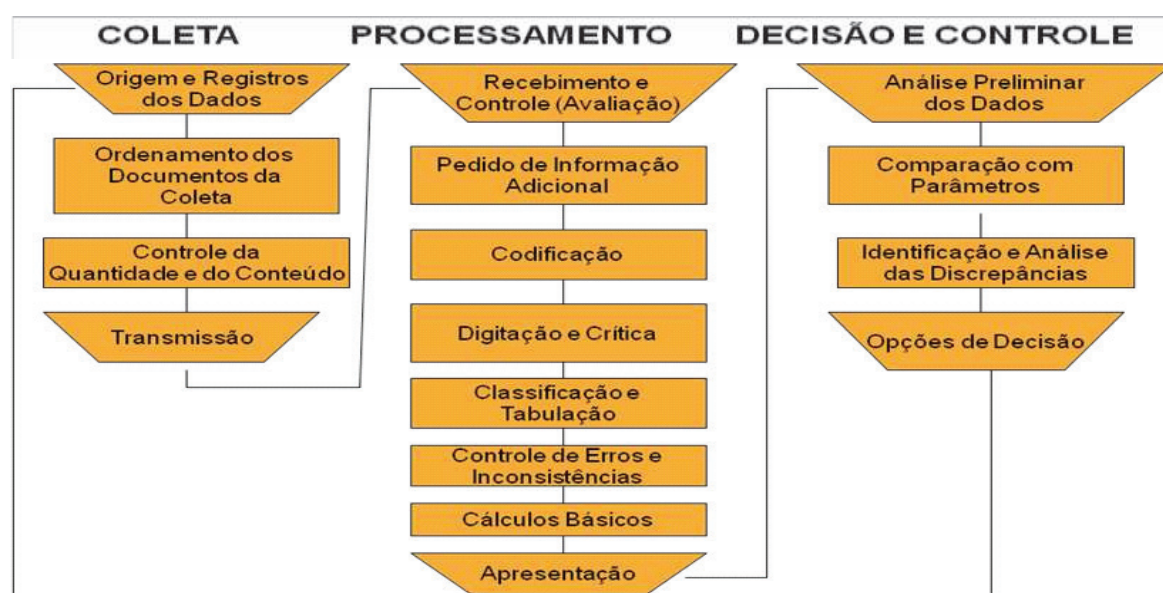 COLETA
Origem e Registros
dos Dados
Ordenamento dos
Documentos da
Coleta
Controle da
Quantidade e do Conteúdo
Transmissão
PROCESSAMENTO
Recebimento e
Controle (Avaliação)
Pedido de Informação
Adicional
Codificação
Digitação e Crítica
Classificação e
Tabulação
Controle de Erros e
Inconsistências
Cálculos Básicos
Apresentação
DECISÃO E CONTROLE
Análise Preliminar
dos Dados
Comparação com
Parâmetros
Identificação e Análise
das Discrepâncias
Opções de Decisão